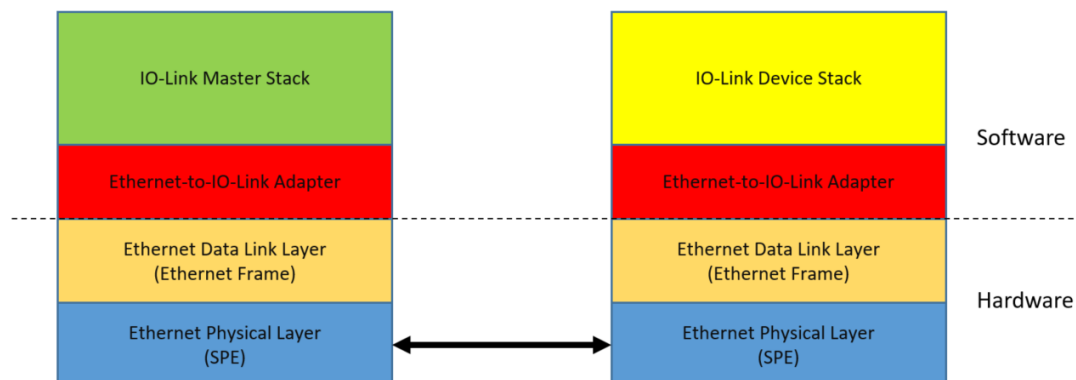 IO-Link Master Stack
IO-Link Device Stack
Software
Ethernet-to-IO-Link Adapter
Ethernet-to-IO-Link Adapter
Ethernet Data Link Layer
(Ethernet Frame)
Ethernet Data Link Layer
(Ethernet Frame)
Hardware
Ethernet Physical Layer
(SPE)
Ethernet Physical Layer
(SPE)